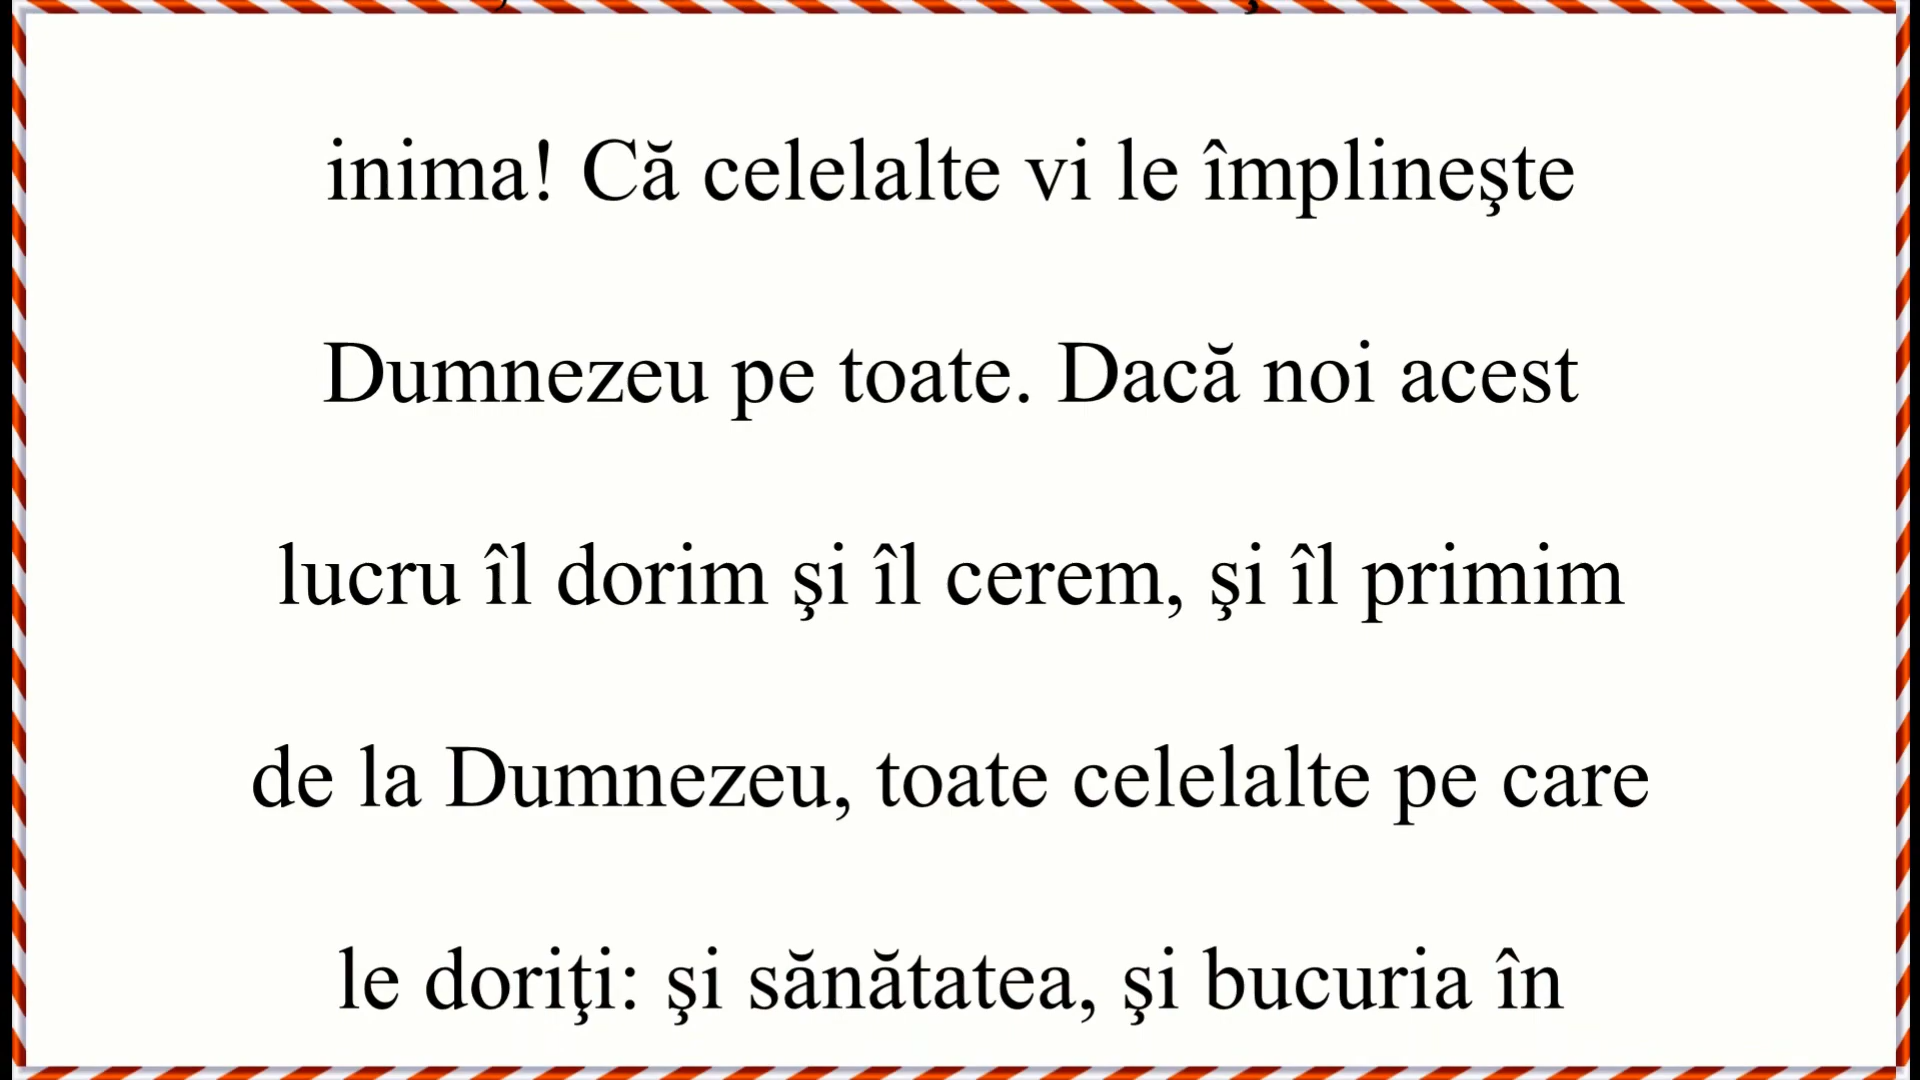 inima! Că celelalte vi le împlineşte
Dumnezeu pe toate. Dacă noi acest
lucru îl dorim şi îl cerem, şi îl primim
de la Dumnezeu, toate celelalte pe care
le doriţi: şi sănătatea, şi bucuria în